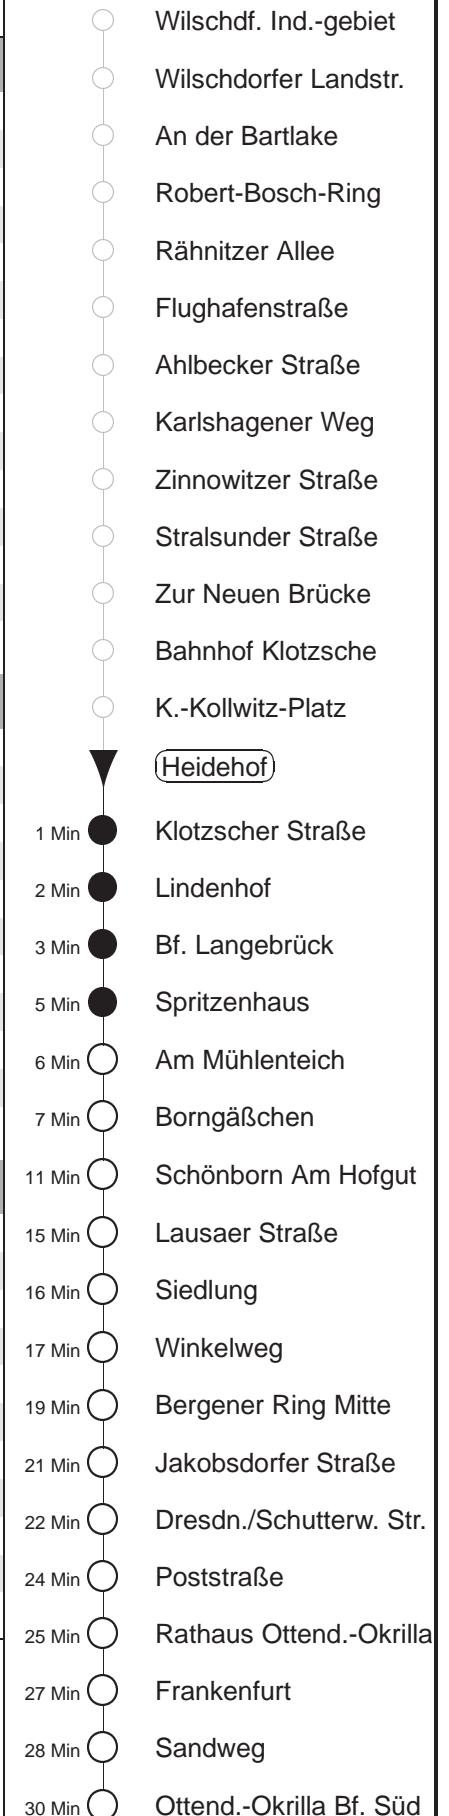 Wilschdf. Ind.-gebiet
Wilschdorfer Landstr.
An der Bartlake
Robert-Bosch-Ring
Rähnitzer Allee
Flughafenstraße
Ahlbecker Straße
Karlshagener Weg
Zinnowitzer Straße
Stralsunder Straße
Zur Neuen Brücke
Bahnhof Klotzsche
K.-Kollwitz-Platz
Heidehof
1 Min Klotzscher Straße
2 Min Lindenhof
3 Min Bf. Langebrück
5 Min Spritzenhaus
6 Min Am Mühlenteich
7 Min Borngäßchen
11 Min Schönborn Am Hofgut
15 Min Lausaer Straße
16 Min Siedlung
17 Min Winkelweg
19 Min Bergener Ring Mitte
21 Min Jakobsdorfer Straße
22 Min Dresdn./Schutterw. Str.
24 Min Poststraße
25 Min Rathaus Ottend.-Okrilla
27 Min Frankenfurt
28 Min Sandweg
30 Min Ottend.-Okrilla Bf. Süd